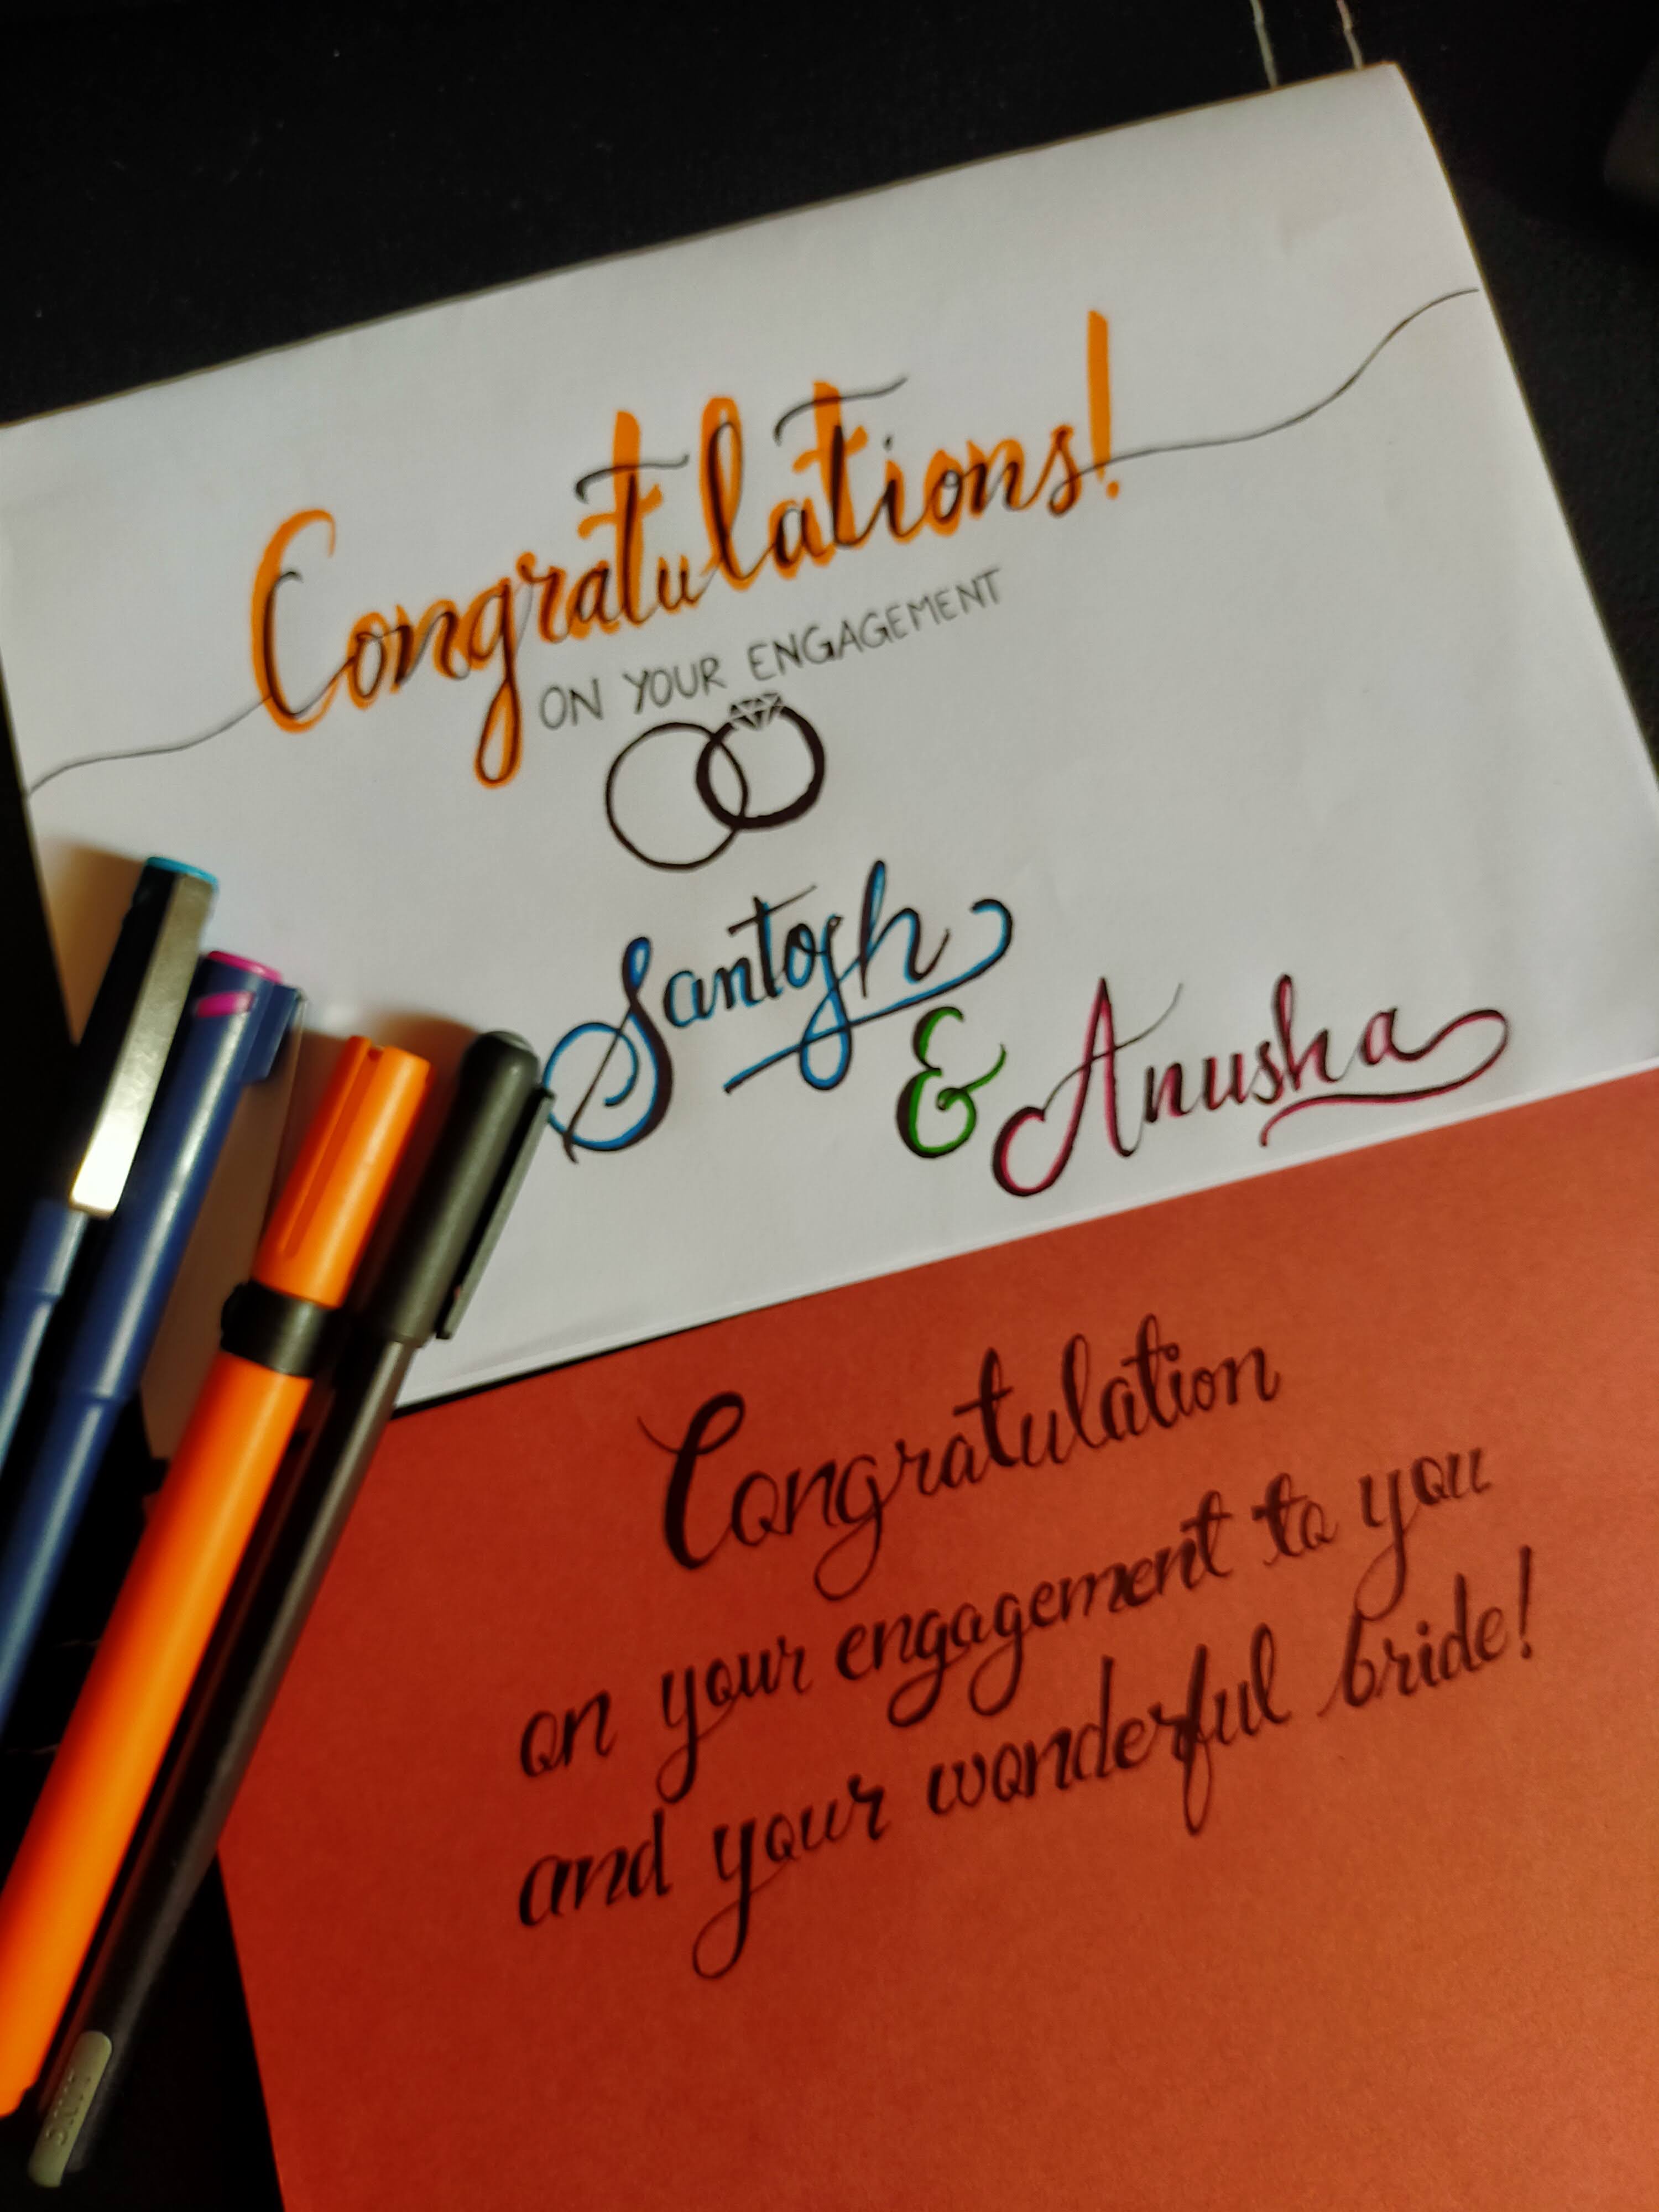 Congratulations!
ON YOUR ENGAGEMENT
Santosh
& Anusha
Congratulation
on your engagement to you
and your wonderful bride!